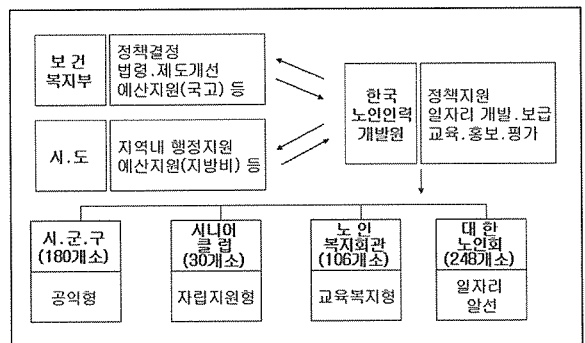 보 건
복지부
정책결정
법령.제도개선
예산지원(국고) 등
시.도
지역내 행정지원
예산지원(지방비) 등
한국
노인인력
개발원
정책지원
일자리 개발.보급
교육.홍보.평가
시.군.구
(180개소)
공익형
시니어
클럽
(30개소)
자립지원형
노 인
복지회관
(106개소)
교육복지형
대 한
노인회
(248개소)
일자리
알선